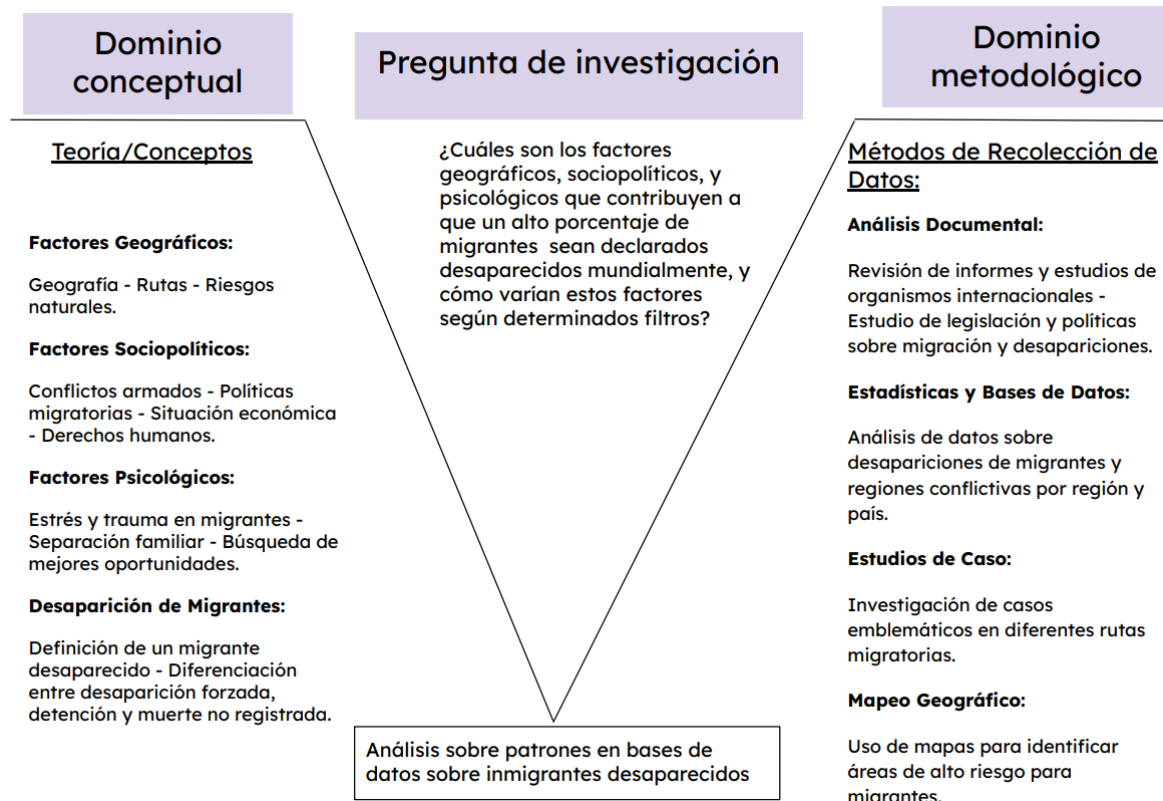 Dominio
conceptual
Teoría/Conceptos
Factores Geográficos:
Geografía - Rutas - Riesgos
naturales.
Factores Sociopolíticos:
Conflictos armados - Políticas
migratorias - Situación económica
- Derechos humanos.
Factores Psicológicos:
Estrés y trauma en migrantes -
Separación familiar - Búsqueda de
mejores oportunidades.
Desaparición de Migrantes:
Definición de un migrante
desaparecido - Diferenciación
entre desaparición forzada,
detención y muerte no registrada.
Pregunta de investigación
¿Cuáles son los factores
geográficos, sociopolíticos, y
psicológicos que contribuyen a
que un alto porcentaje de
migrantes sean declarados
desaparecidos mundialmente, y
cómo varían estos factores
según determinados filtros?
Análisis sobre patrones en bases de
datos sobre inmigrantes desaparecidos
Dominio
metodológico
Métodos de Recolección de
Datos:
Análisis Documental:
Revisión de informes y estudios de
organismos internacionales -
Estudio de legislación y políticas
sobre migración y desapariciones.
Estadísticas y Bases de Datos:
Análisis de datos sobre
desapariciones de migrantes y
regiones conflictivas por región y
país.
Estudios de Caso:
Investigación de casos
emblemáticos en diferentes rutas
migratorias.
Mapeo Geográfico:
Uso de mapas para identificar
áreas de alto riesgo para
migrantes.